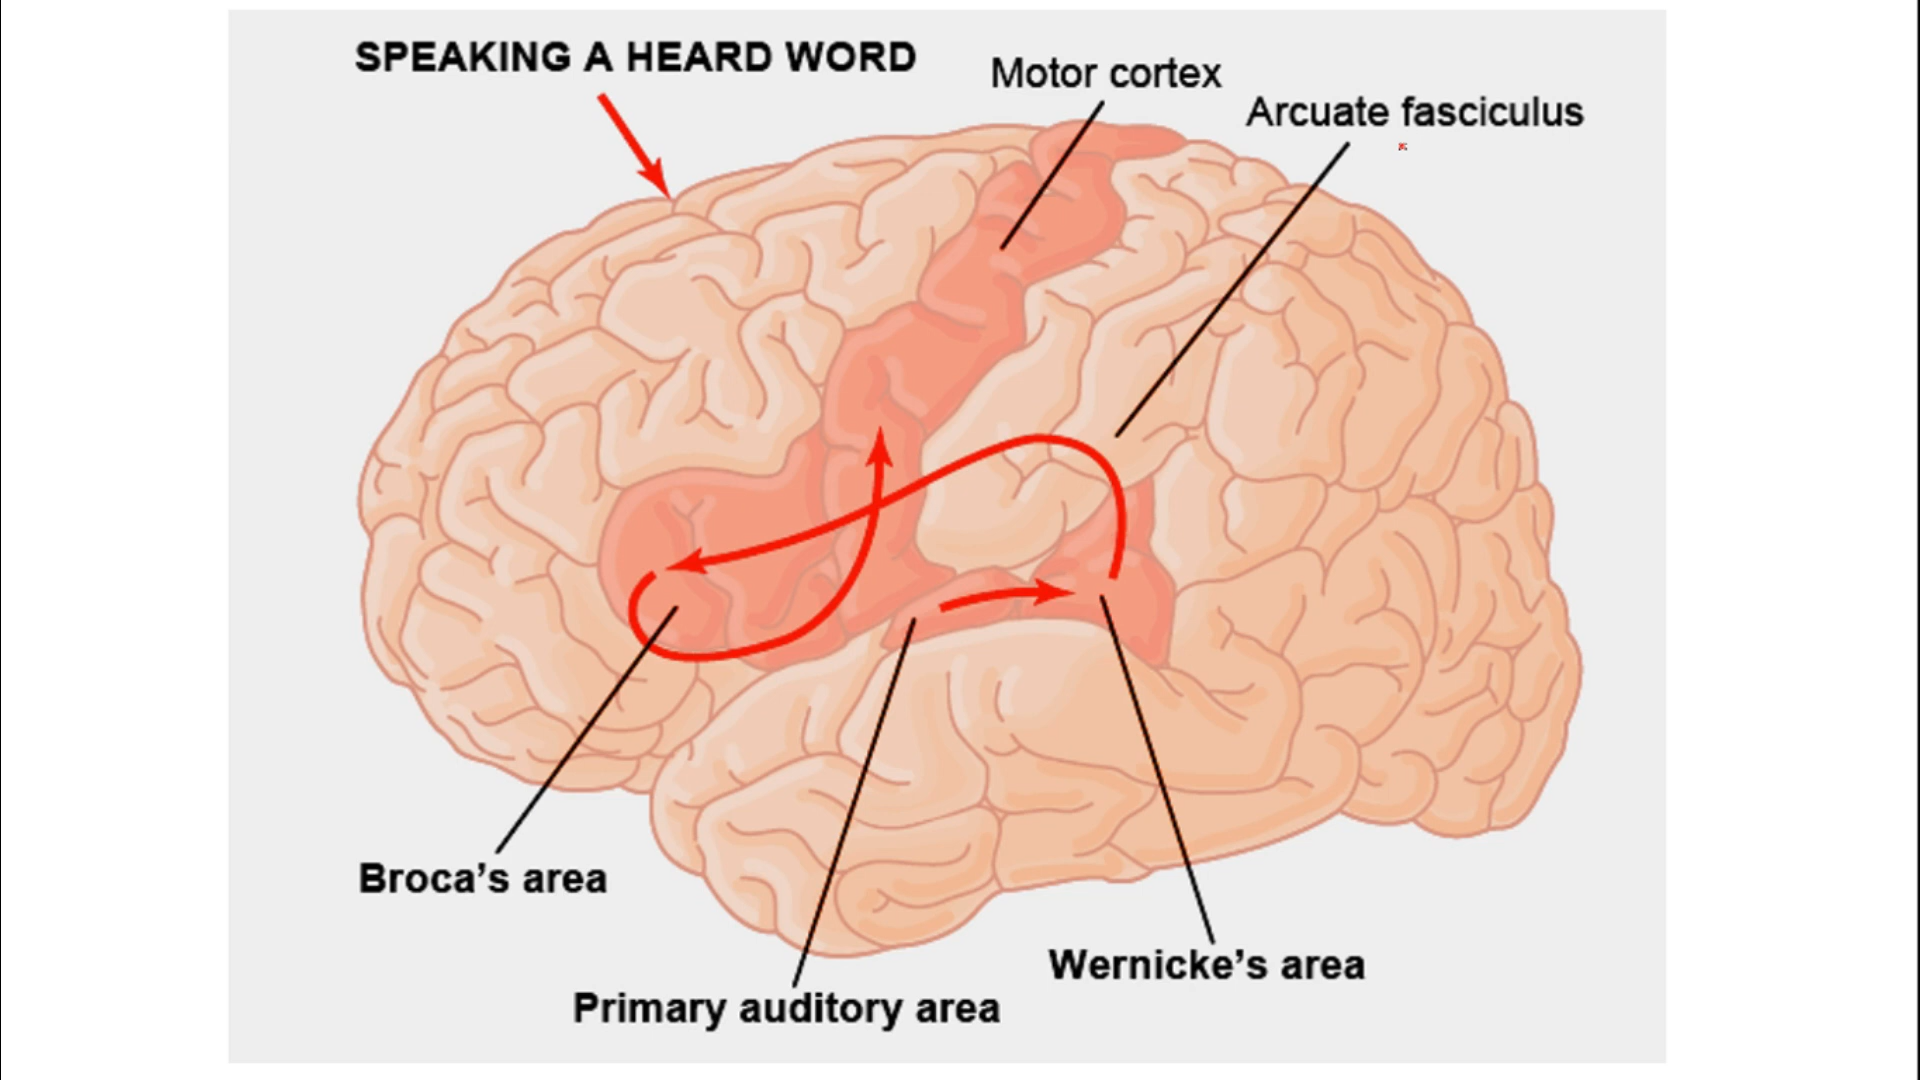 SPEAKING A HEARD WORD
Motor cortex
Arcuate fasciculus
Broca’s area
Wernicke’s area
Primary auditory area